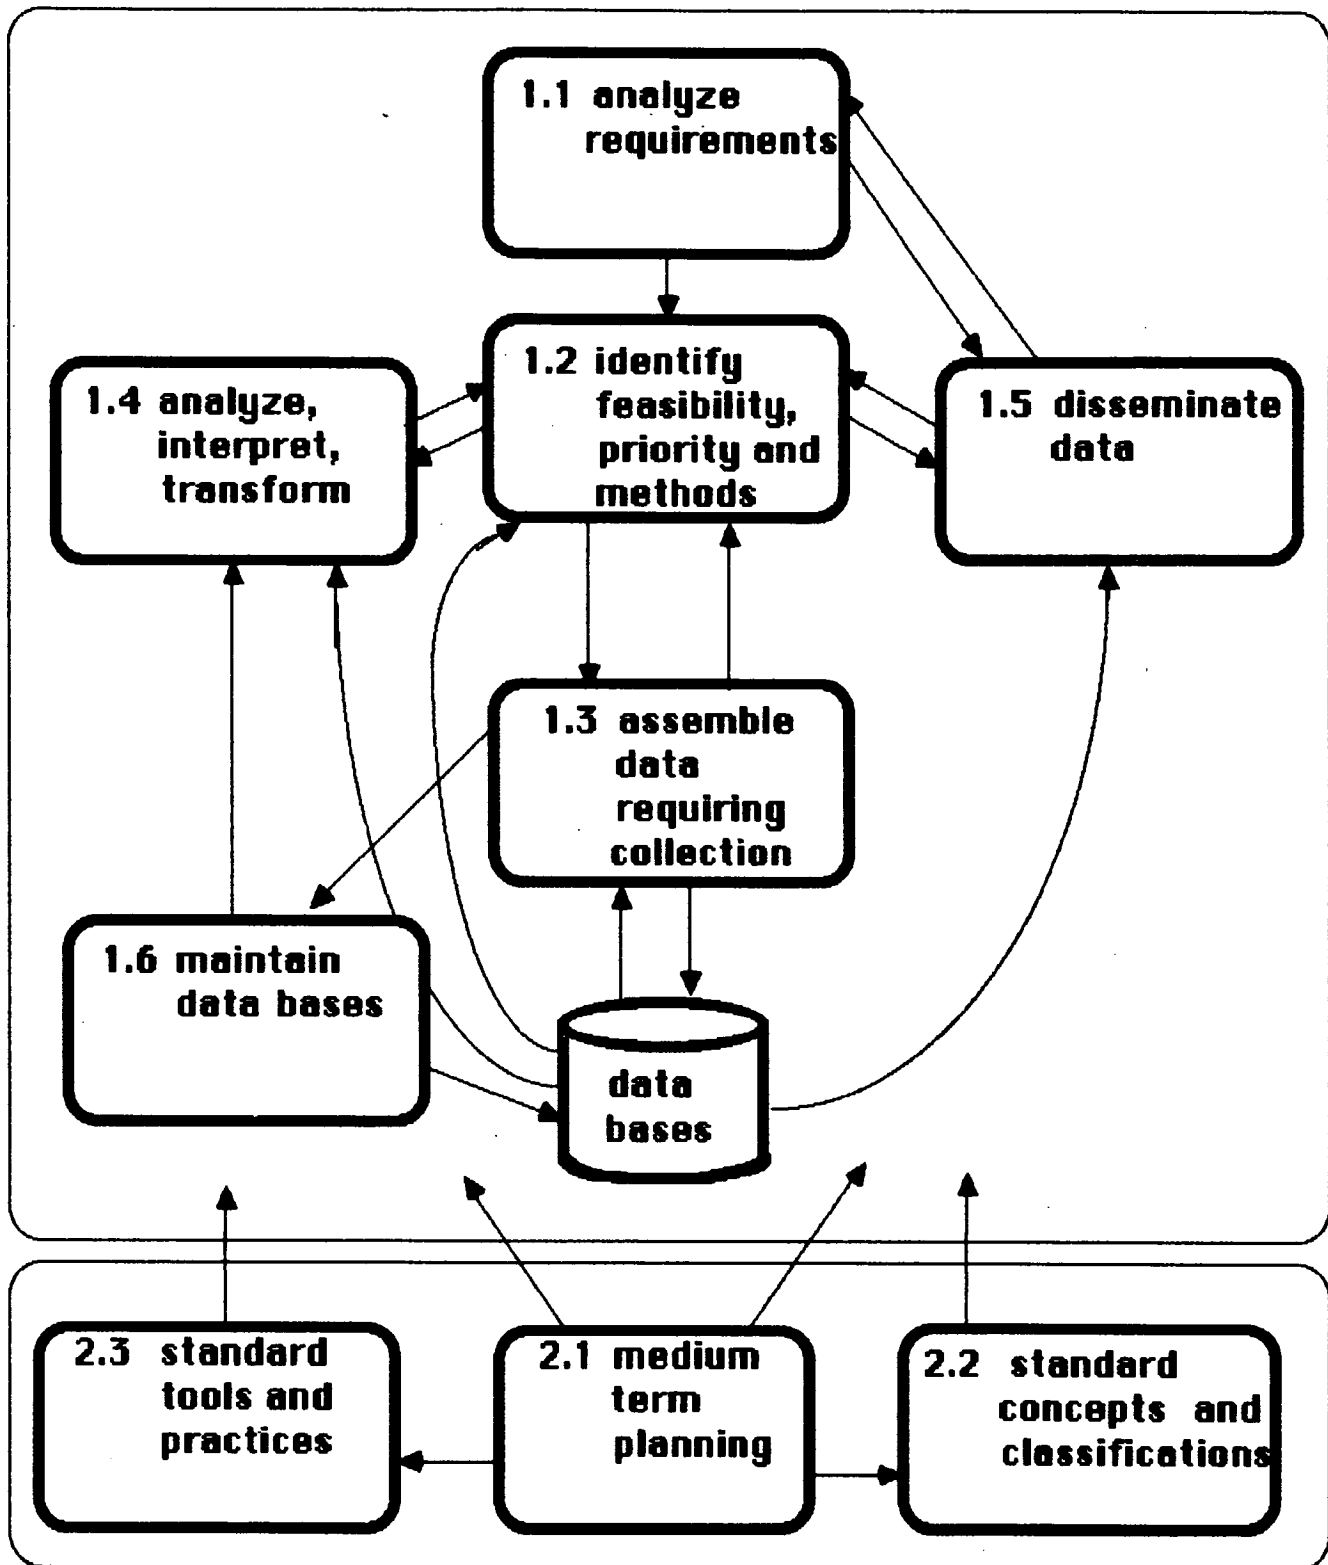 1.1 analyze
requirements
1.2 identify
feasibility,
priority and
methods
1.4 analyze,
interpret,
transform
1.5 disseminate
data
1.3 assemble
data
requiring
collection
1.6 maintain
data bases
data
bases
2.3 standard
tools and
practices
2.1 medium
term
planning
2.2 standard
concepts and
classifications